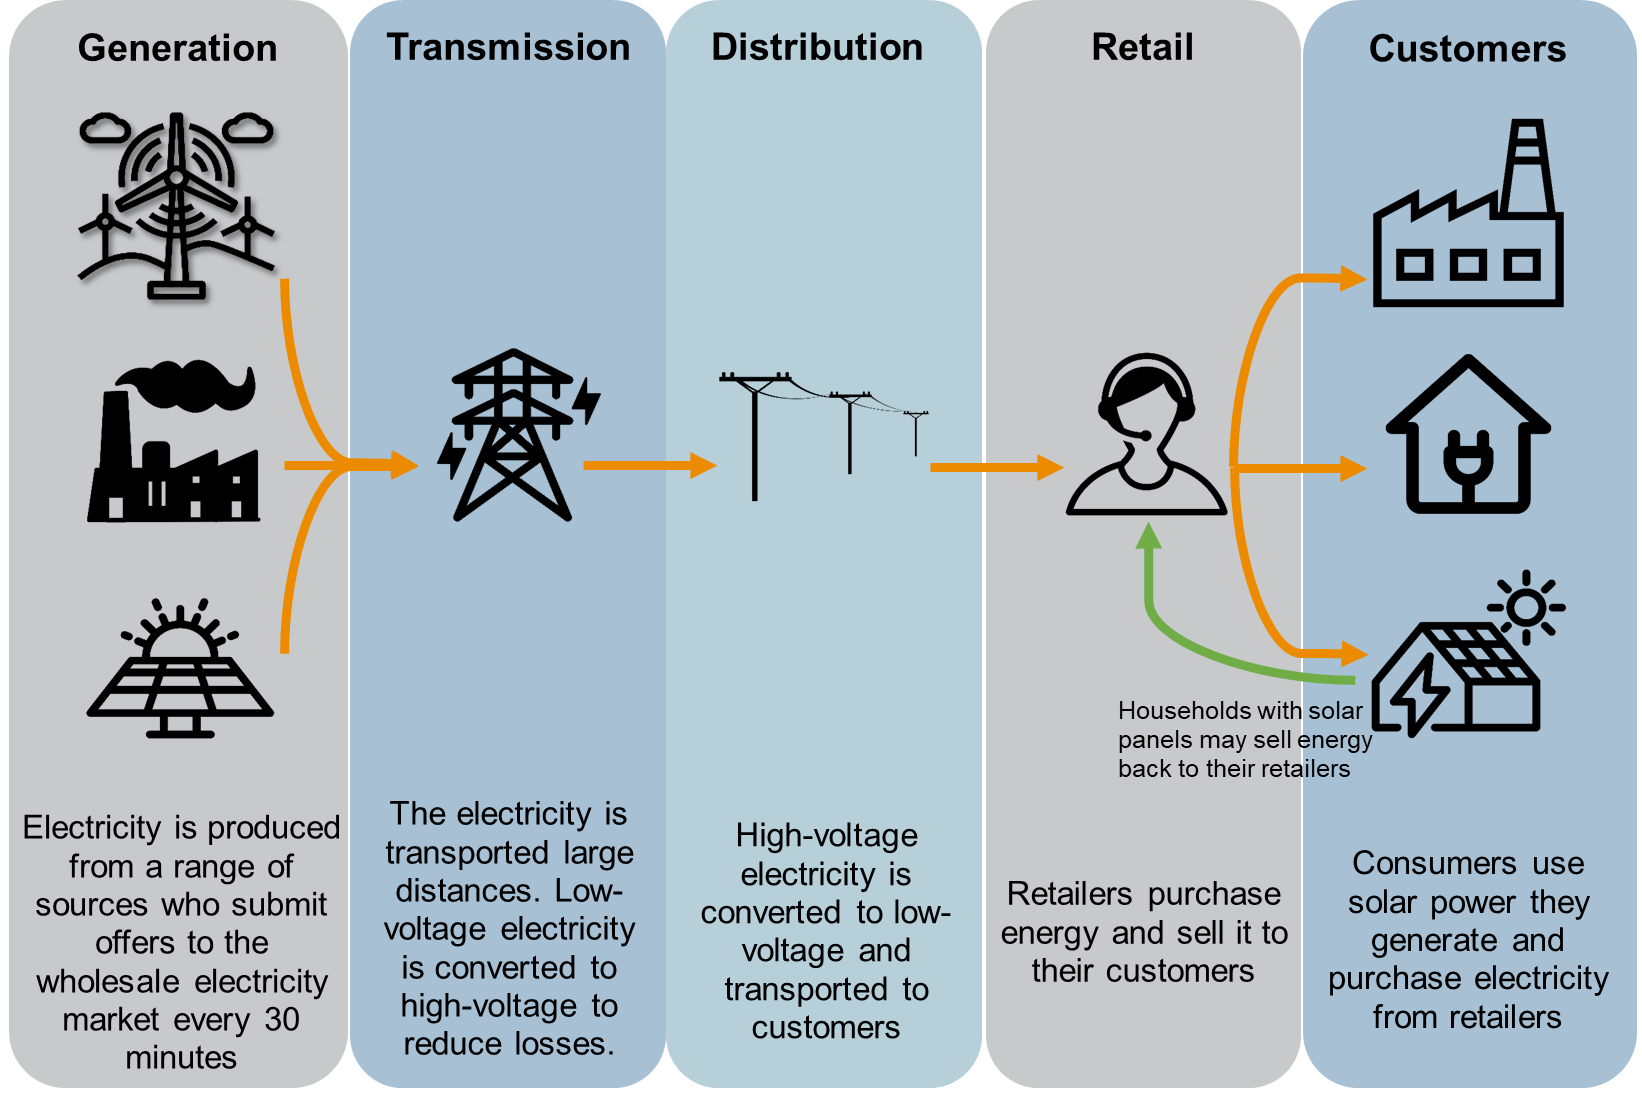 Generation
Transmission
Distribution
Retail
Customers
Households with solar
panels may sell energy
back to their retailers
Electricity is produced
from a range of
sources who submit
offers to the
wholesale electricity
market every 30
minutes
The electricity is
transported large
distances. Low-
voltage electricity
is converted to
high-voltage to
reduce losses.
High-voltage
electricity is
converted to low-
voltage and
transported to
customers
Retailers purchase
energy and sell it to
their customers
Consumers use
solar power they
generate and
purchase electricity
from retailers